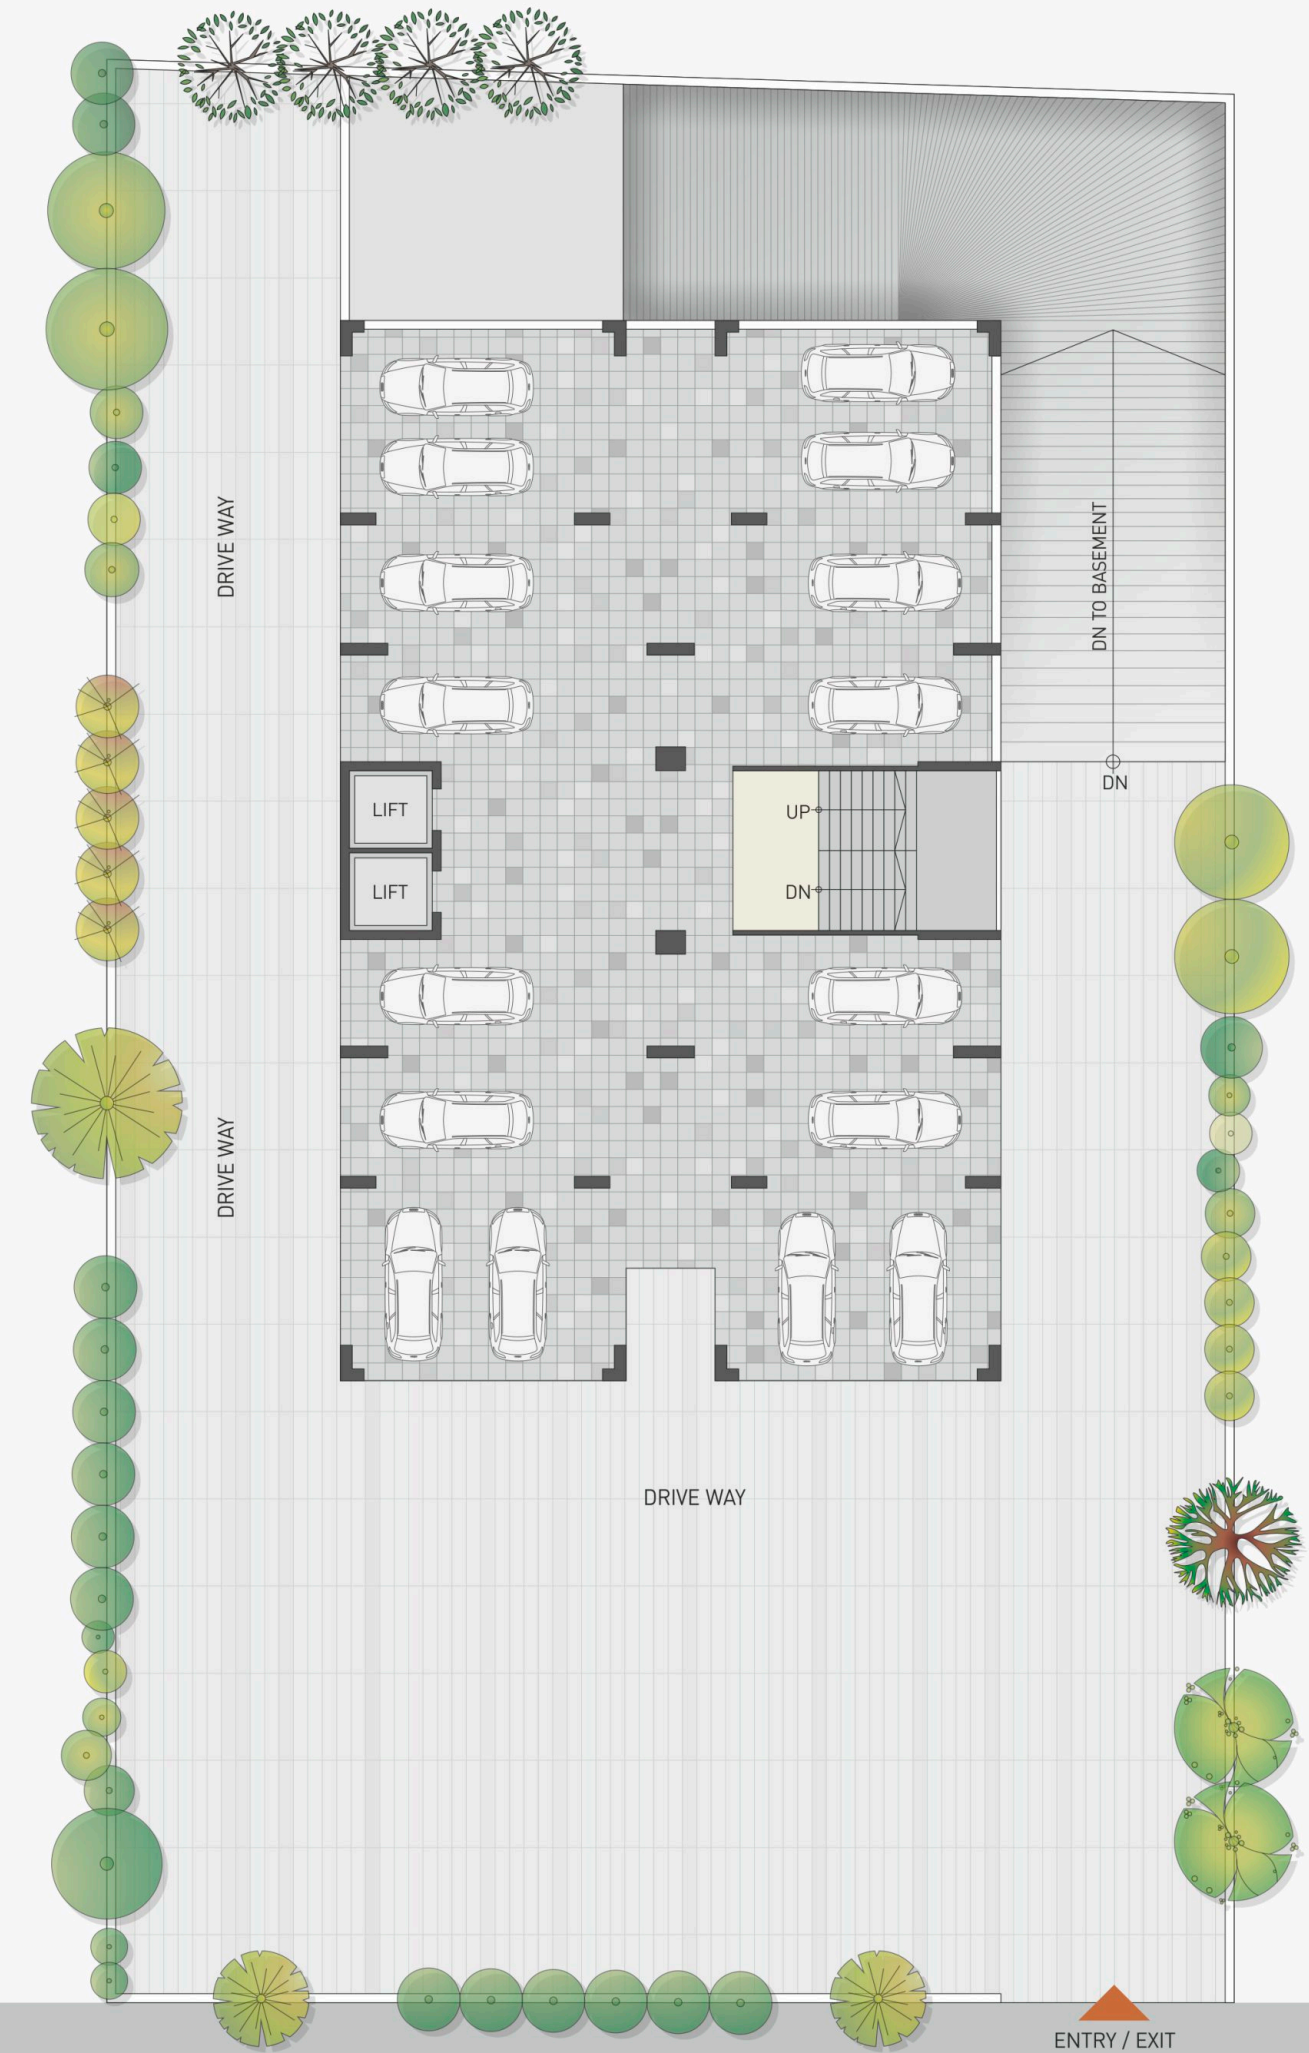 DRIVE WAY
DN TO BASEMENT
DN
LIFT
UP
LIFT
DN
DRIVE WAY
DRIVE WAY
ENTRY / EXIT